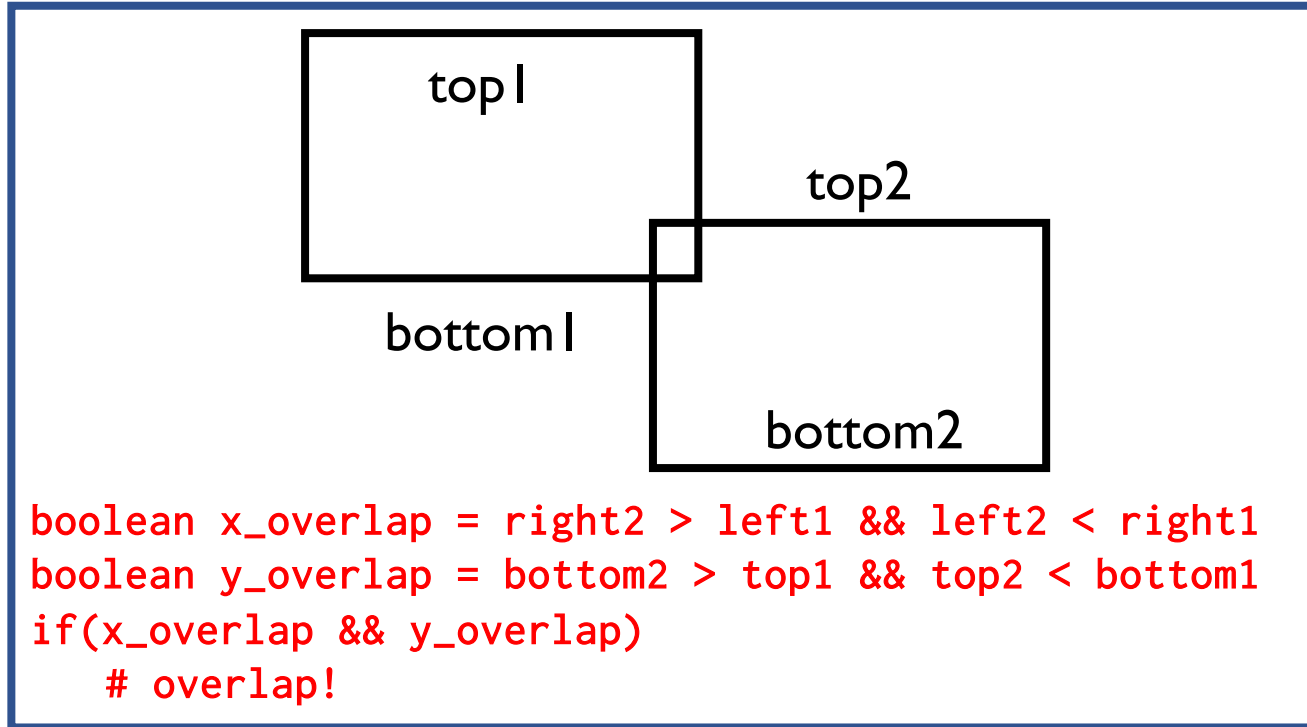 top1
top2
bottom1
bottom2
boolean x_overlap = right2 > left1 && left2 < right1
boolean y_overlap = bottom2 > top1 && top2 < bottom1
if(x_overlap && y_overlap)
   # overlap!